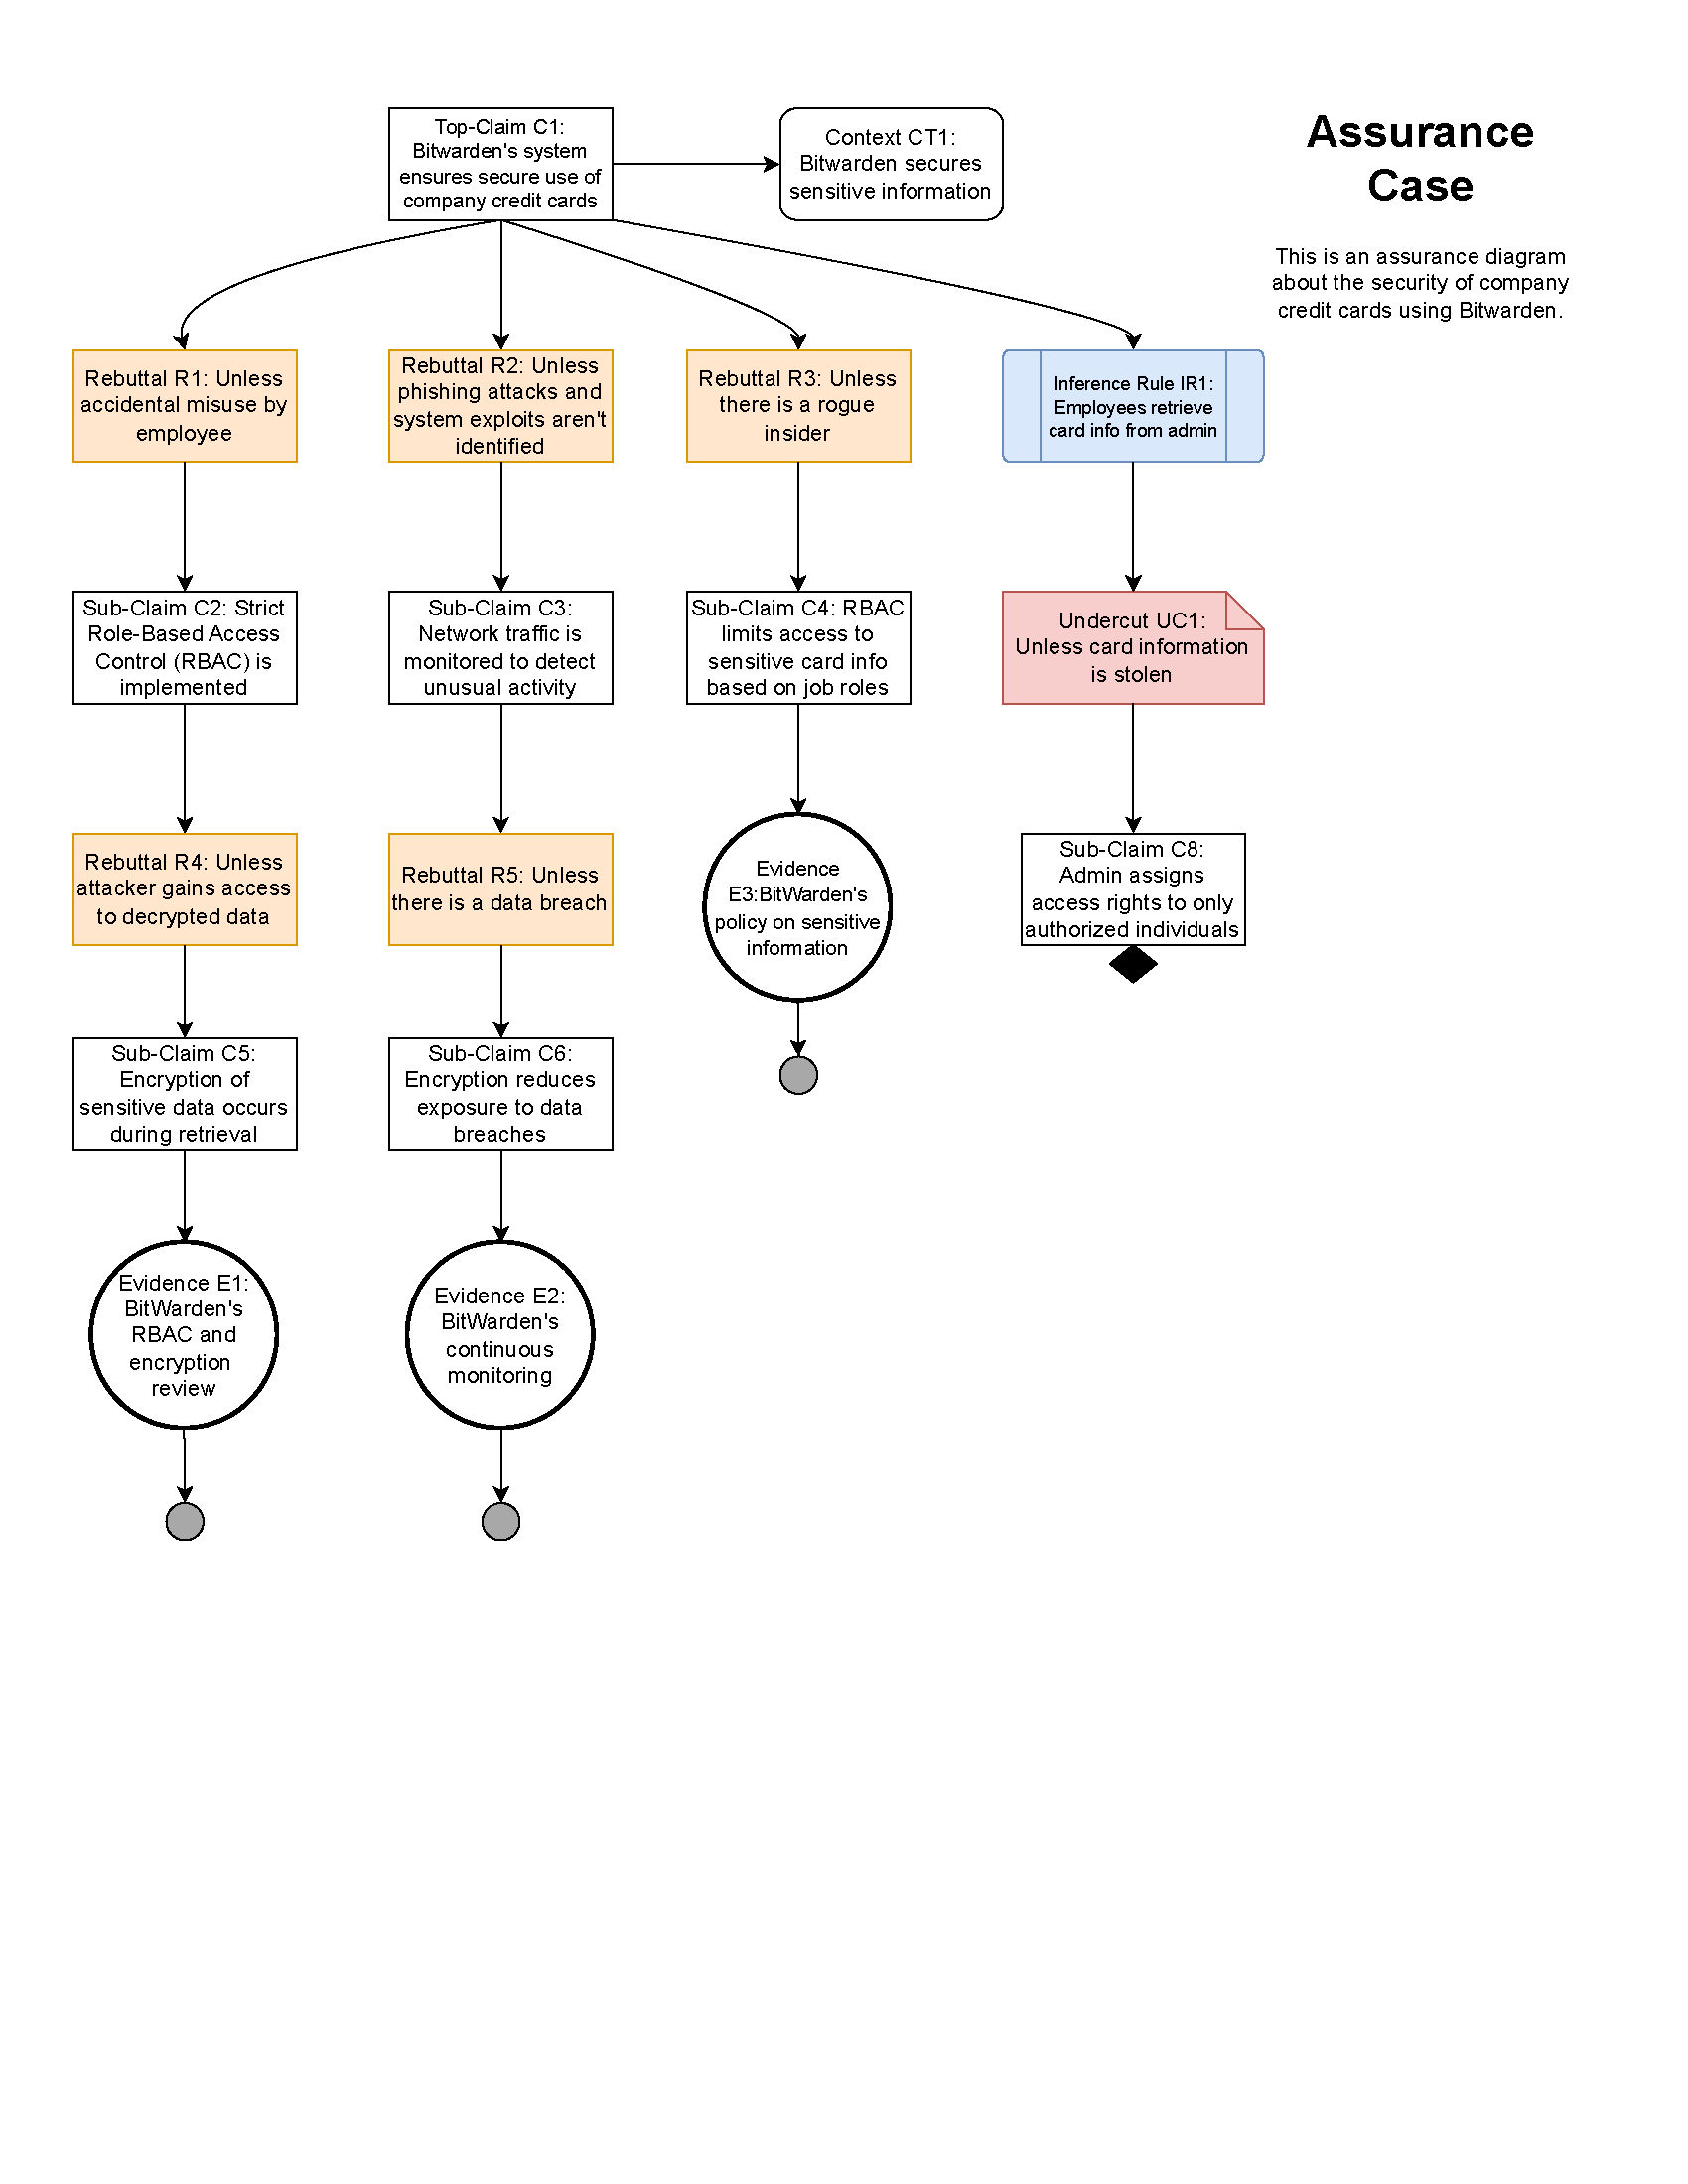 Top-Claim C1:
Bitwarden's system
ensures secure use of
company credit cards
Context CT1:
Bitwarden secures
sensitive information
Assurance
Case
This is an assurance diagram
about the security of company
credit cards using Bitwarden.
Rebuttal R1: Unless
accidental misuse by
employee
Rebuttal R2: Unless
phishing attacks and
system exploits aren't
identified
Rebuttal R3: Unless
there is a rogue
insider
Inference Rule IR1:
Employees retrieve
card info from admin
Sub-Claim C2: Strict
Role-Based Access
Control (RBAC) is
implemented
Sub-Claim C3:
Network traffic is
monitored to detect
unusual activity
Sub-Claim C4: RBAC
limits access to
sensitive card info
based on job roles
Undercut UC1:
Unless card information
is stolen
Rebuttal R4: Unless
attacker gains access
to decrypted data
Rebuttal R5: Unless
there is a data breach
Evidence
E3:BitWarden's
policy on sensitive
information
Sub-Claim C8:
Admin assigns
access rights to only
authorized individuals
Sub-Claim C5:
Encryption of
sensitive data occurs
during retrieval
Sub-Claim C6:
Encryption reduces
exposure to data
breaches
Evidence E1:
BitWarden's
RBAC and
encryption
review
Evidence E2:
BitWarden's
continuous
monitoring